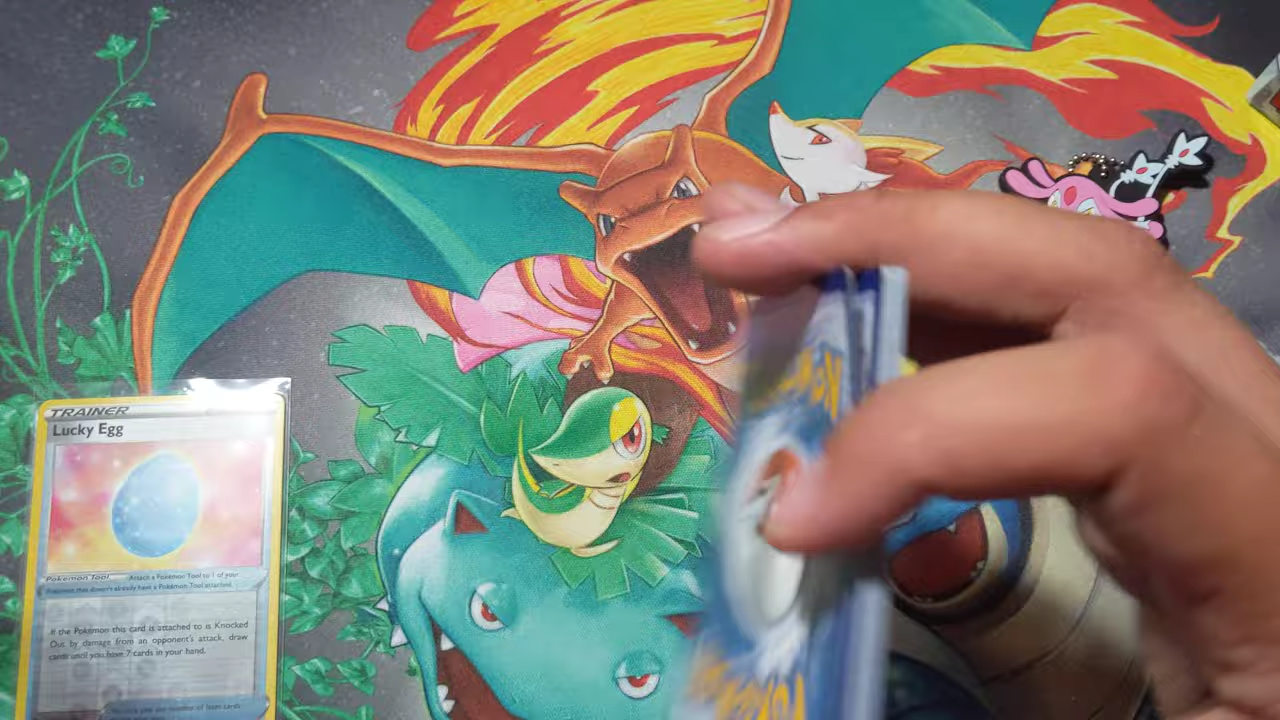 TRAINER
Lucky Egg
Pokémon Tool Attach a Pokémon Tool to 1 of your
Pokémon that doesn't already have a Pokémon Tool attached.
If the Pokémon this card is attached to is Knocked
Out by damage from an opponent's attack, draw
cards until you have 7 cards in your hand.